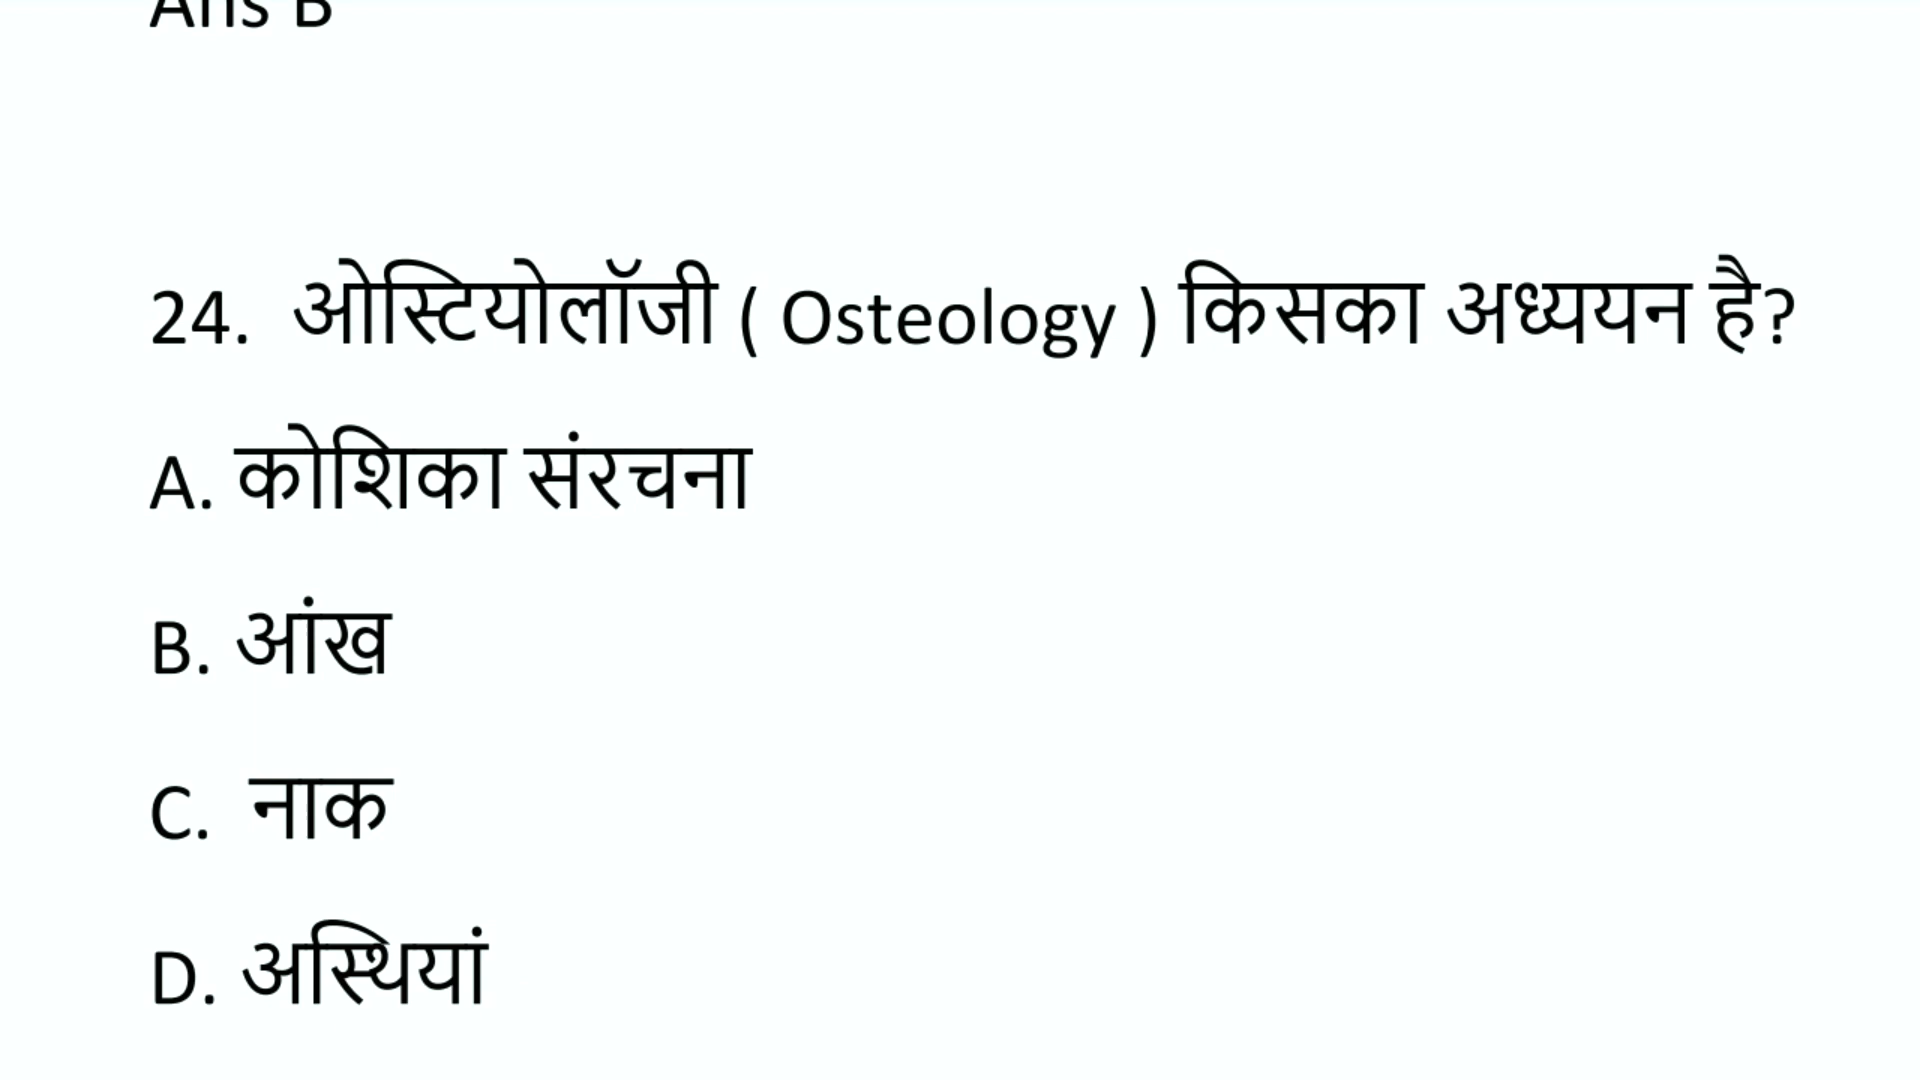 Ans B
24. ओस्टियोलॉजी ( Osteology ) किसका अध्ययन है?
A. कोशिका संरचना
B. आंख
C. नाक
D. अस्थियां